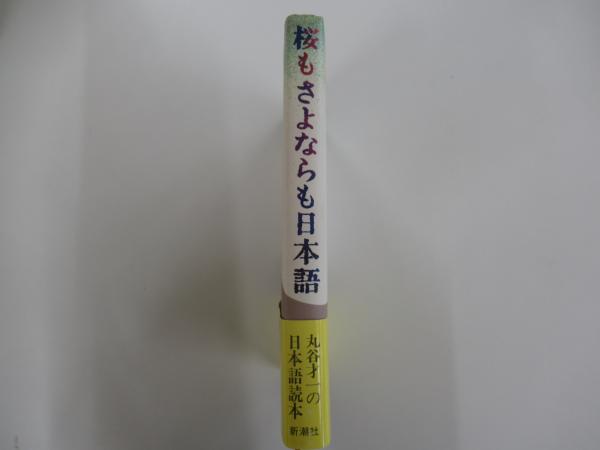 桜もさよならも日本語
丸谷才一の
日本語読本
新潮社